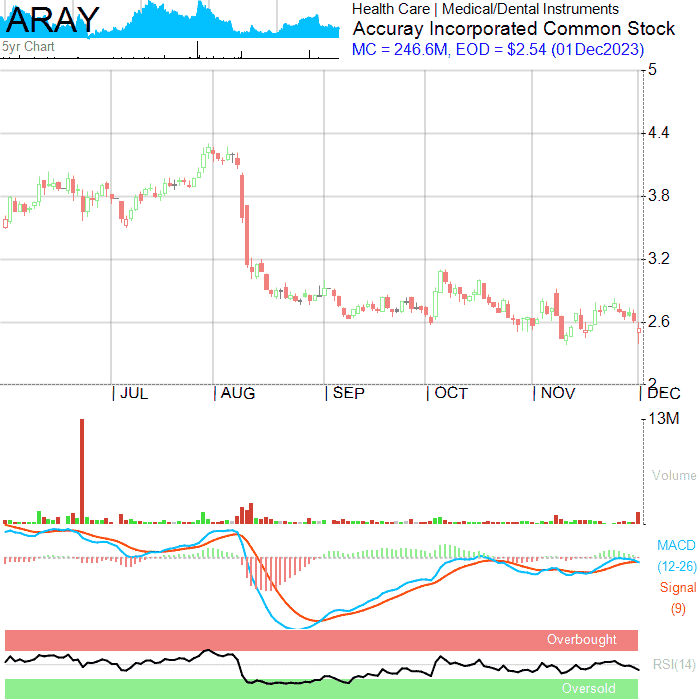 ARAY
5yr Chart
Health Care | Medical/Dental Instruments
Accuray Incorporated Common Stock
MC = 246.6M, EOD = $2.54 (01Dec2023)
5
4.4
3.8
3.2
2.6
2
JUL
AUG
SEP
OCT
NOV
DEC
13M
Volume
MACD
(12-26)
Signal
(9)
Overbought
RSI(14)
Oversold